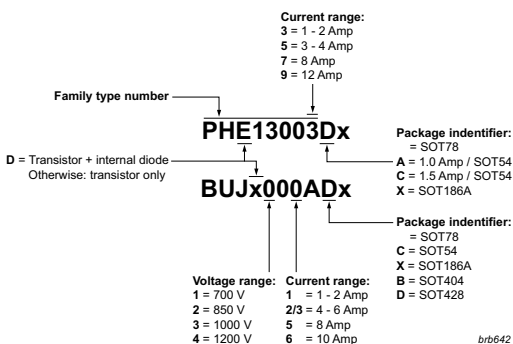 Current range:
3 = 1 - 2 Amp
5 = 3 - 4 Amp
7 = 8 Amp
9 = 12 Amp
Family type number
PHE13003Dx
D = Transistor + internal diode
Otherwise: transistor only
BUJx000ADx
Package indentifier:
= SOT78
A = 1.0 Amp / SOT54
C = 1.5 Amp / SOT54
X = SOT186A
Package indentifier:
= SOT78
C = SOT54
X = SOT186A
B = SOT404
D = SOT428
Voltage range:
1 = 700 V
2 = 850 V
3 = 1000 V
4 = 1200 V
Current range:
1 = 1 - 2 Amp
2/3 = 4 - 6 Amp
5 = 8 Amp
6 = 10 Amp
brb642